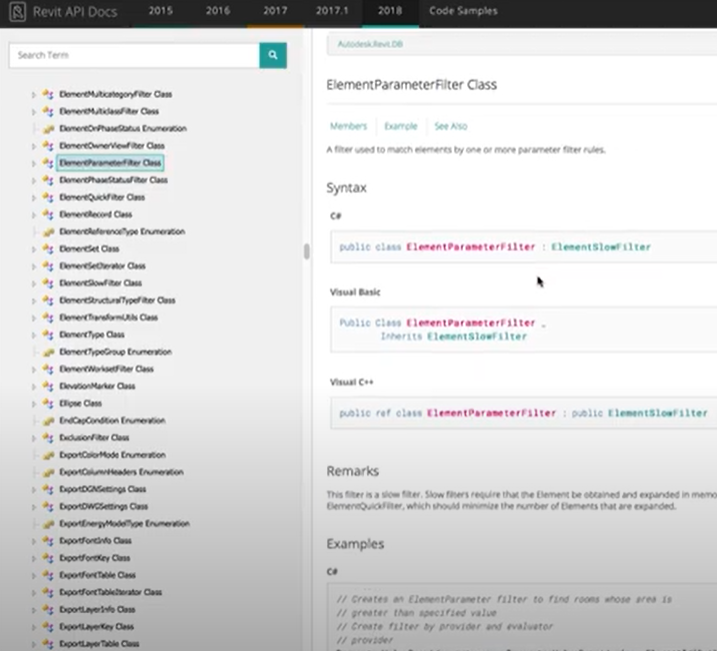 Revit API Docs 2015 2016 2017 2017.1 2018 Code Samples
Search Term
ElementMulticategoryFilter Class
ElementMulticlassFilter Class
ElementOnPhaseStatus Enumeration
ElementOwnerViewFilter Class
ElementParameterFilter Class
ElementPhaseStatusFilter Class
ElementQuickFilter Class
ElementRecord Class
ElementReferenceType Enumeration
ElementSet Class
ElementSetIterator Class
ElementSlowFilter Class
ElementStructuralTypeFilter Class
ElementTransformUtils Class
ElementType Class
ElementTypeGroup Enumeration
ElementWorksetFilter Class
ElevationMarker Class
Ellipse Class
EndCapCondition Enumeration
ExclusionFilter Class
ExportColorMode Enumeration
ExportColumnHeaders Enumeration
ExportDGNSettings Class
ExportDWGSettings Class
ExportEnergyModelType Enumeration
ExportFontInfo Class
ExportFontKey Class
ExportFontTable Class
ExportFontTableIterator Class
ExportLayerInfo Class
ExportLayerKey Class
ExportLayerTable Class
Autodesk.Revit.DB
ElementParameterFilter Class
Members Example See Also
A filter used to match elements by one or more parameter filter rules.
Syntax
C#
public class ElementParameterFilter : ElementSlowFilter
Visual Basic
Public Class ElementParameterFilter _
Inherits ElementSlowFilter
Visual C++
public ref class ElementParameterFilter : public ElementSlowFilter
Remarks
This filter is a slow filter. Slow filters require that the Element be obtained and expanded in memo
ElementQuickFilter, which should minimize the number of Elements that are expanded.
Examples
C#
// Creates an ElementParameter filter to find rooms whose area is
// greater than specified value
// Create filter by provider and evaluator
// provider